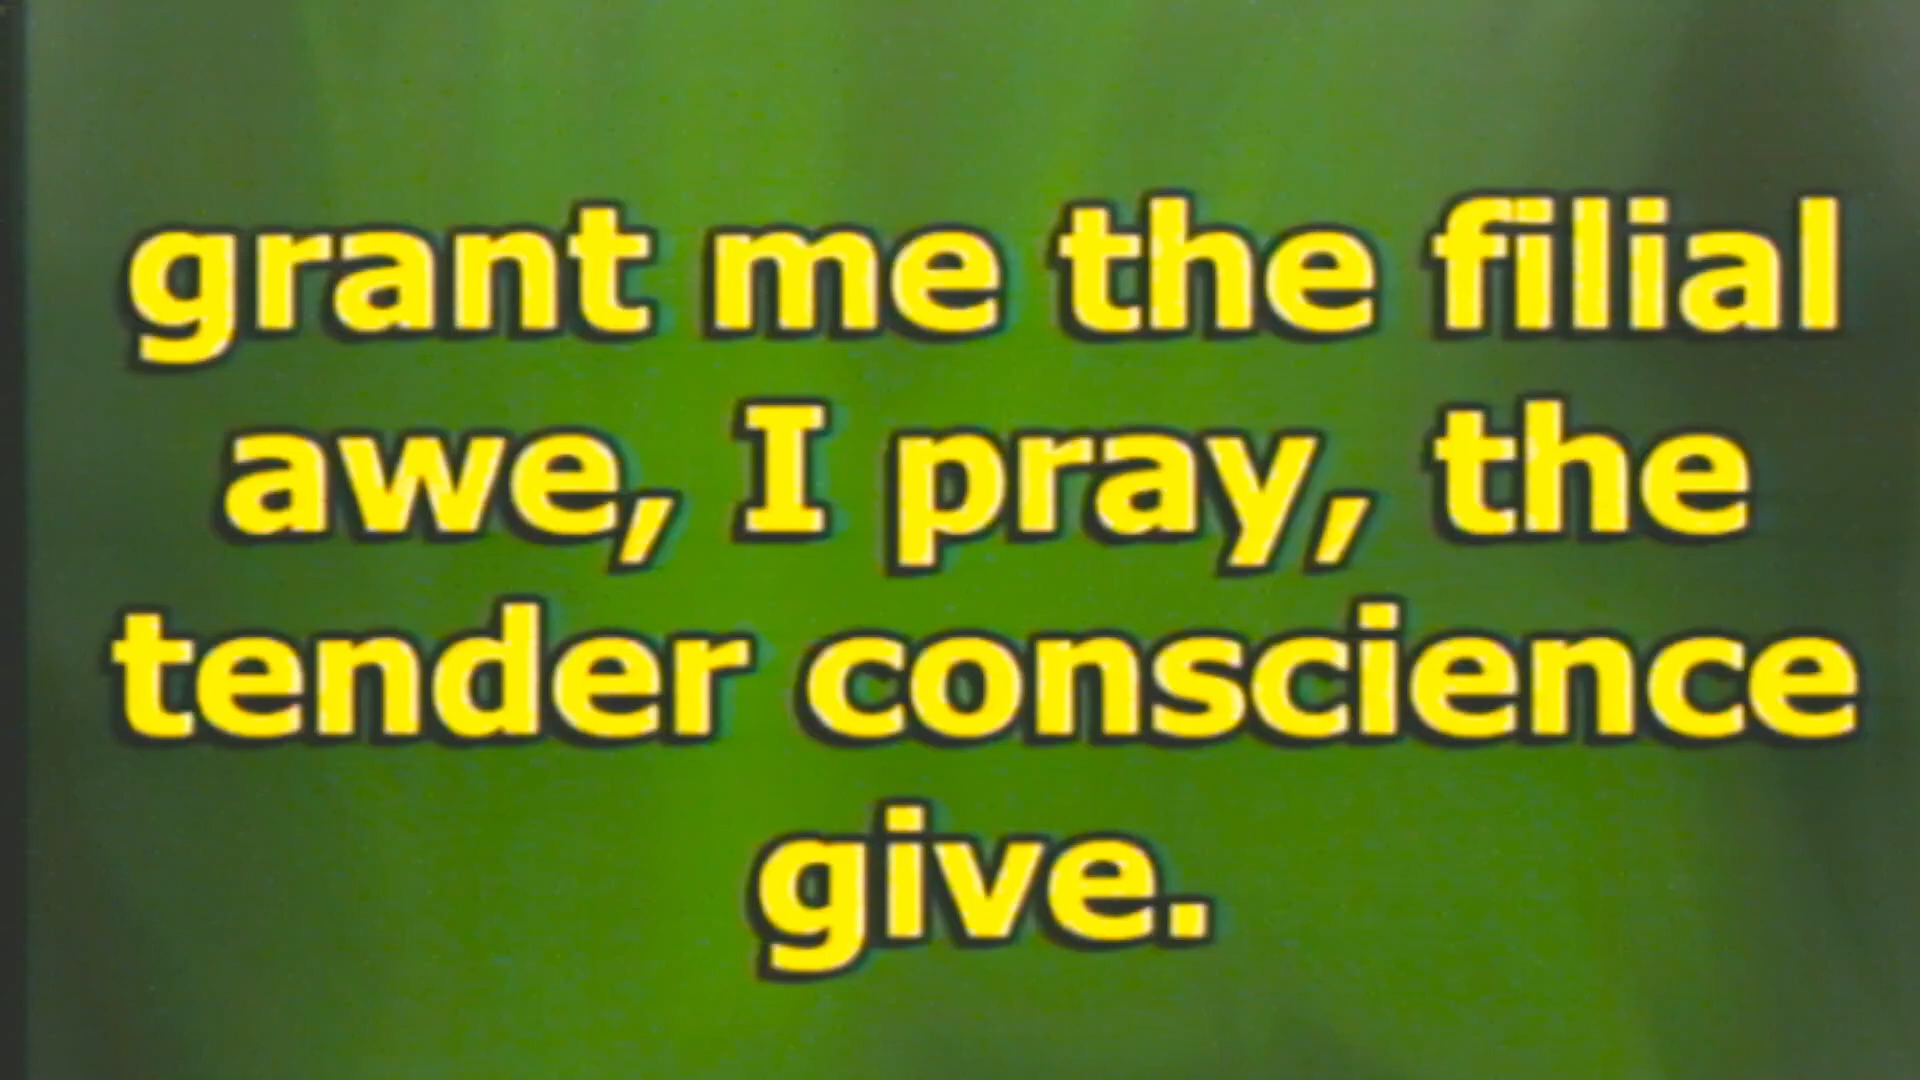 grant me the filial
awe, I pray, the
tender conscience
give.